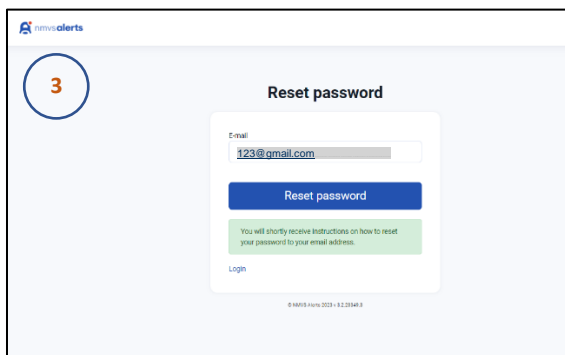 nmvsalerts
3
Reset password
E-mail
123@gmail.com
Reset password
You will shortly receive instructions on how to reset
your password to your email address.
Login